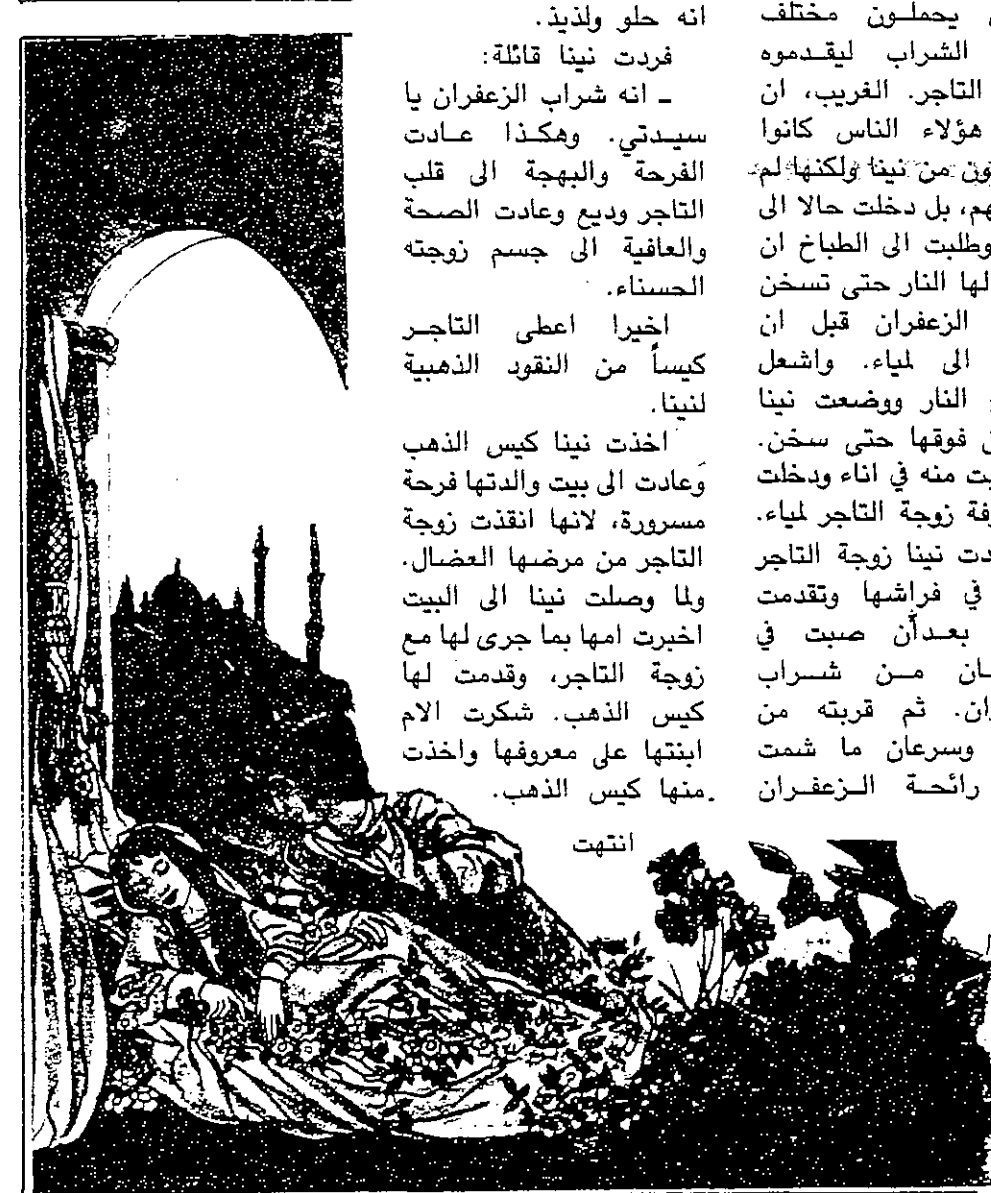 يحملون مختلف
الشراب ليقدموه
التاجر. الغريب، ان
هؤلاء الناس كانوا
ون من نينا ولكنها لم
هم، بل دخلت حالا الى
وطلبت الى الطباخ ان
لها النار حتى تسخن
الزعفران قبل ان
الى لمياء. واشعل
النار ووضعت نينا
فوقها حتى سخن.
بت منه في اناء ودخلت
فة زوجة التاجر لمياء.
دت نينا زوجة التاجر
في فراشها وتقدمت
بعدأن صبت في
ان من شراب
ان. ثم قربته من
وسرعان ما شمت
رائحة الزعفران
انه حلو ولذيذ.
فردت نينا قائلة:
ـ انه شراب الزعفران يا
سيدتي. وهكذا عادت
الفرحة والبهجة الى قلب
التاجر وديع وعادت الصحة
والعافية الى جسم زوجته
الحسناء.
اخيرا اعطى التاجر
كيساً من النقود الذهبية
لنينا.
اخذت نينا كيس الذهب
وعادت الى بيت والدتها فرحة
مسرورة، لانها انقذت زوجة
التاجر من مرضها العضال.
ولما وصلت نينا الى البيت
اخبرت امها بما جرى لها مع
زوجة التاجر، وقدمت لها
كيس الذهب. شكرت الام
ابنتها على معروفها واخذت
منها كيس الذهب.
انتهت